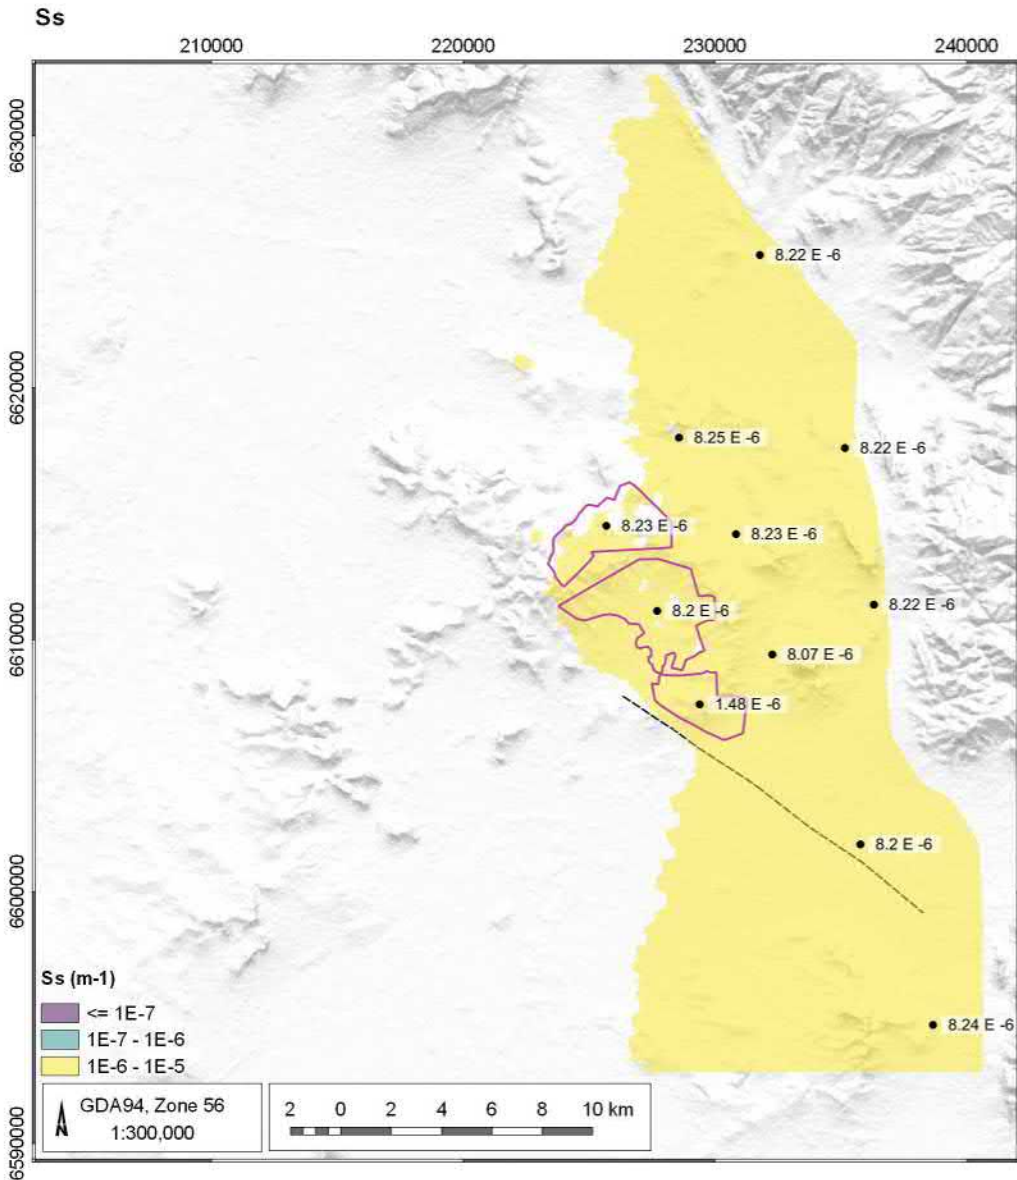 Ss
210000 220000 230000 240000
6630000
8.22 E -6
6620000
8.25 E -6
8.22 E -6
8.23 E -6
8.23 E -6
8.22 E -6
8.2 E -6
6610000
8.07 E -6
1.48 E -6
8.2 E -6
6600000
Ss (m-1)
<= 1E-7
1E-7 - 1E-6
1E-6 - 1E-5
8.24 E -6
6590000
GDA94, Zone 56
1:300,000
N
2 0 2 4 6 8 10 km